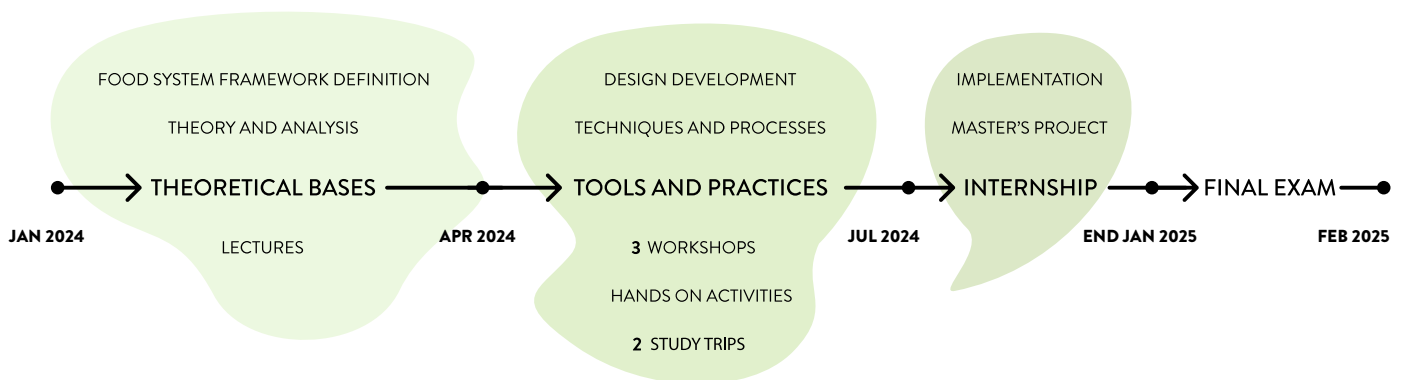 FOOD SYSTEM FRAMEWORK DEFINITION
THEORY AND ANALYSIS
THEORETICAL BASES
LECTURES
DESIGN DEVELOPMENT
TECHNIQUES AND PROCESSES
TOOLS AND PRACTICES
3 WORKSHOPS
HANDS ON ACTIVITIES
2 STUDY TRIPS
IMPLEMENTATION
MASTER'S PROJECT
INTERNSHIP
FINAL EXAM
JAN 2024
APR 2024
JUL 2024
END JAN 2025
FEB 2025